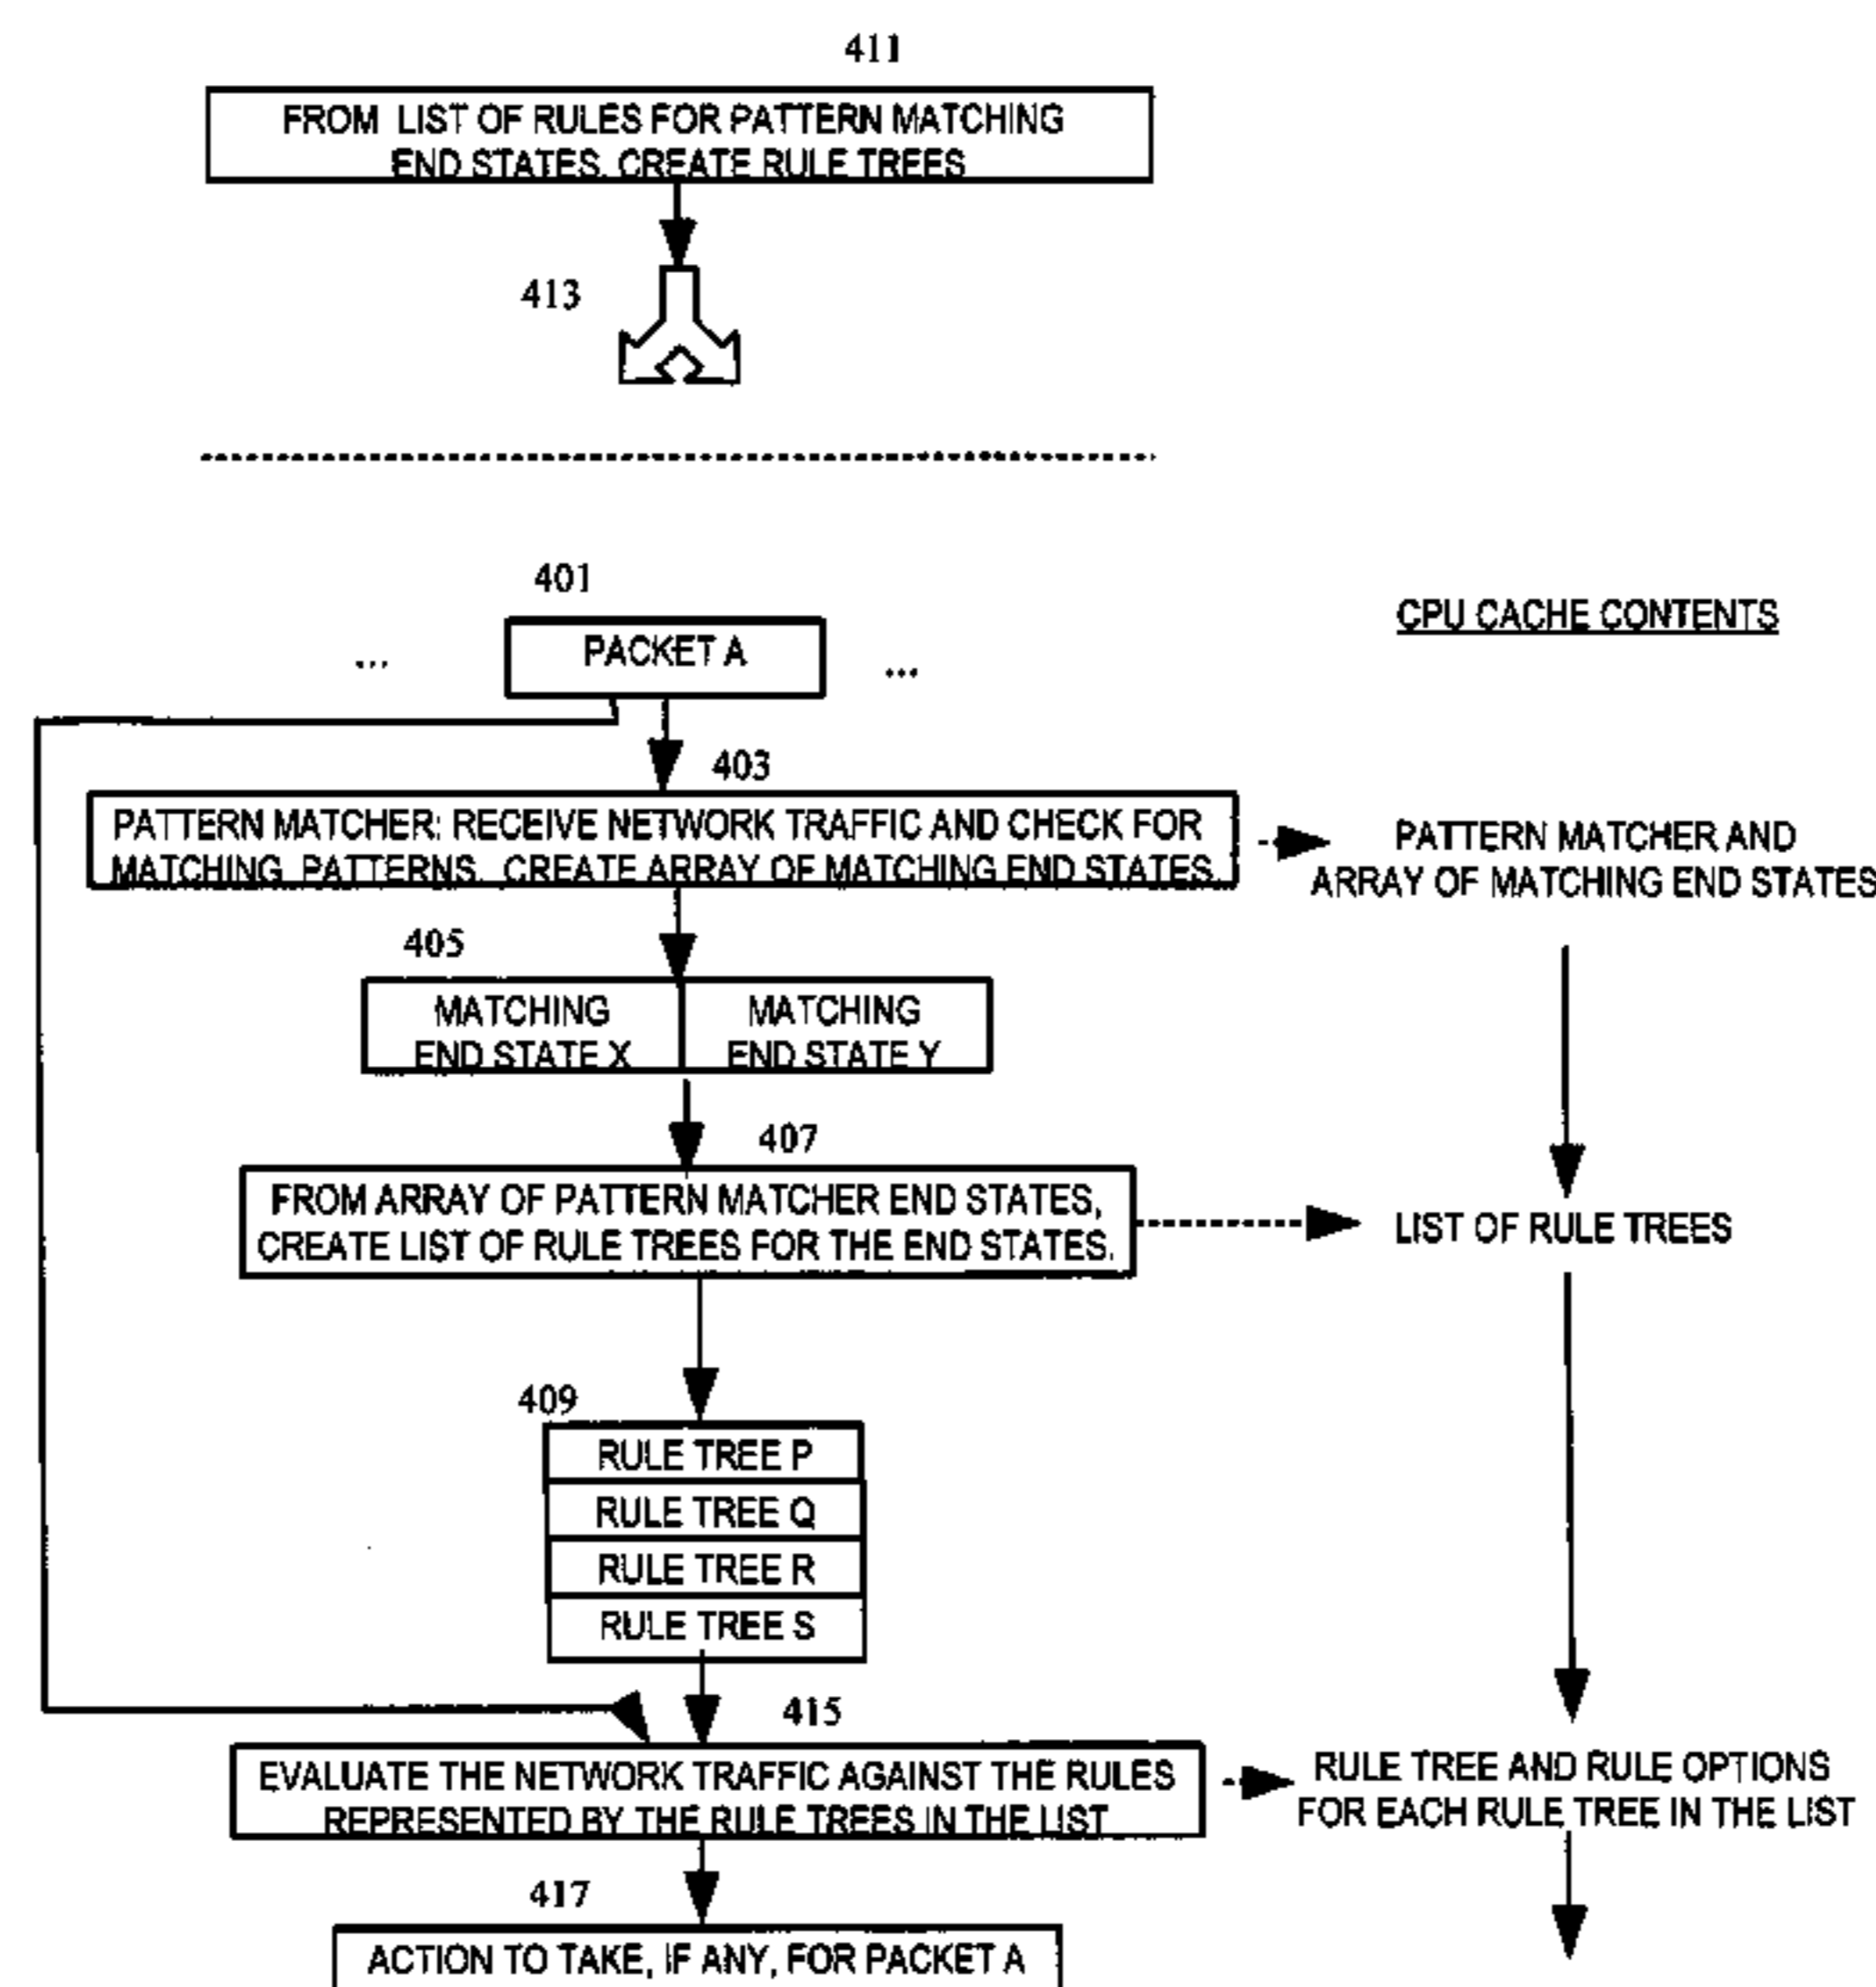 411
FROM LIST OF RULES FOR PATTERN MATCHING
END STATES, CREATE RULE TREES
413
401
PACKET A
...
...
CPU CACHE CONTENTS
403
PATTERN MATCHER: RECEIVE NETWORK TRAFFIC AND CHECK FOR
MATCHING PATTERNS. CREATE ARRAY OF MATCHING END STATES.
PATTERN MATCHER AND
ARRAY OF MATCHING END STATES
405
MATCHING
END STATE X
MATCHING
END STATE Y
407
FROM ARRAY OF PATTERN MATCHER END STATES,
CREATE LIST OF RULE TREES FOR THE END STATES.
LIST OF RULE TREES
409
RULE TREE P
RULE TREE Q
RULE TREE R
RULE TREE S
415
EVALUATE THE NETWORK TRAFFIC AGAINST THE RULES
REPRESENTED BY THE RULE TREES IN THE LIST
RULE TREE AND RULE OPTIONS
FOR EACH RULE TREE IN THE LIST
417
ACTION TO TAKE, IF ANY, FOR PACKET A